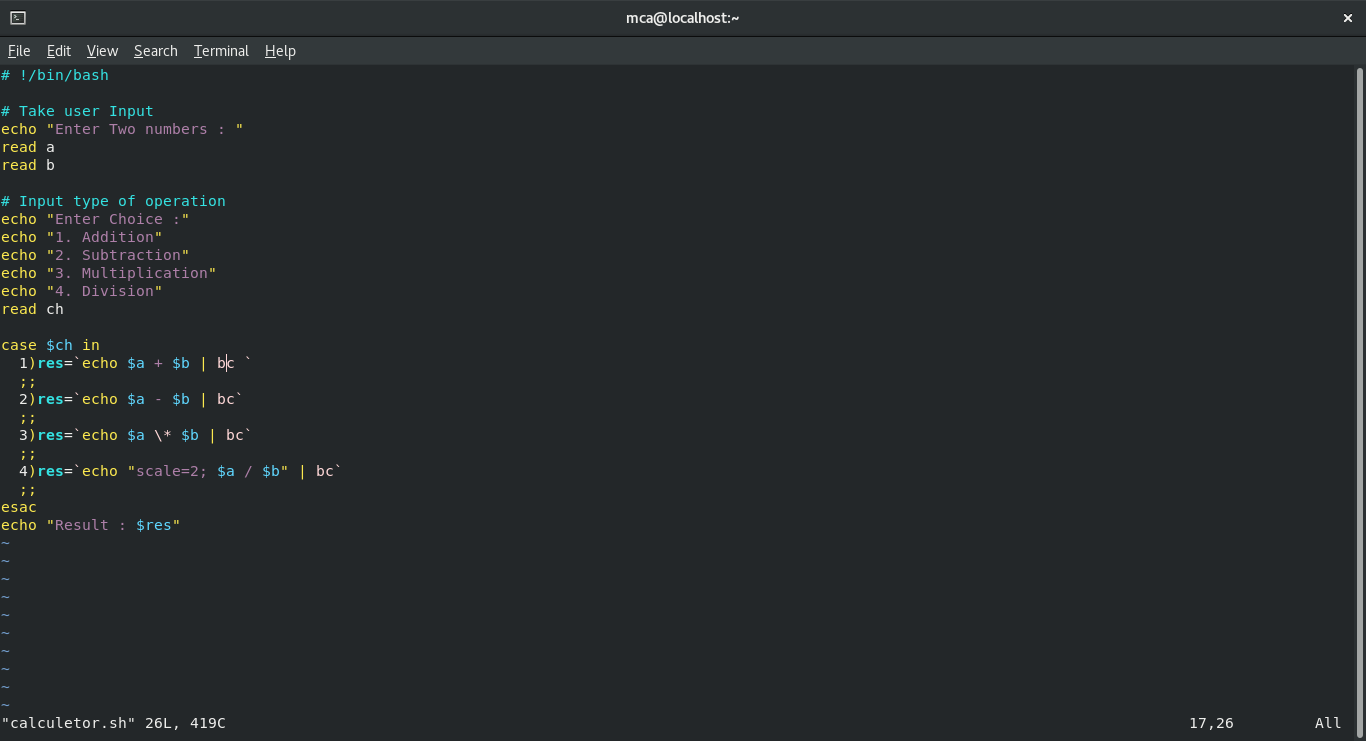 mca@localhost:~
File Edit View Search Terminal Help
# !/bin/bash

# Take user Input
echo "Enter Two numbers : "
read a
read b

# Input type of operation
echo "Enter Choice :"
echo "1. Addition"
echo "2. Subtraction"
echo "3. Multiplication"
echo "4. Division"
read ch

case $ch in
  1)res=`echo $a + $b | bc `
  ;;
  2)res=`echo $a - $b | bc`
  ;;
  3)res=`echo $a \* $b | bc`
  ;;
  4)res=`echo "scale=2; $a / $b" | bc`
  ;;
esac
echo "Result : $res"
~
~
~
~
~
~
~
~
~
~
"calculetor.sh" 26L, 419C 17,26 All